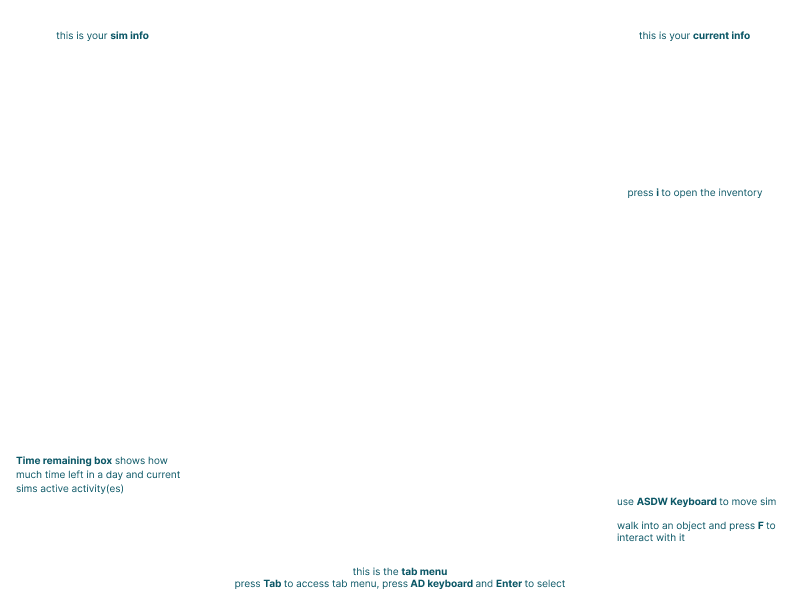 this is your sim info
this is your current info
press i to open the inventory
Time remaining box shows how
much time left in a day and current
sims active activity(es)
use ASDW Keyboard to move sim
walk into an object and press F to
interact with it
this is the tab menu
press Tab to access tab menu, press AD keyboard and Enter to select